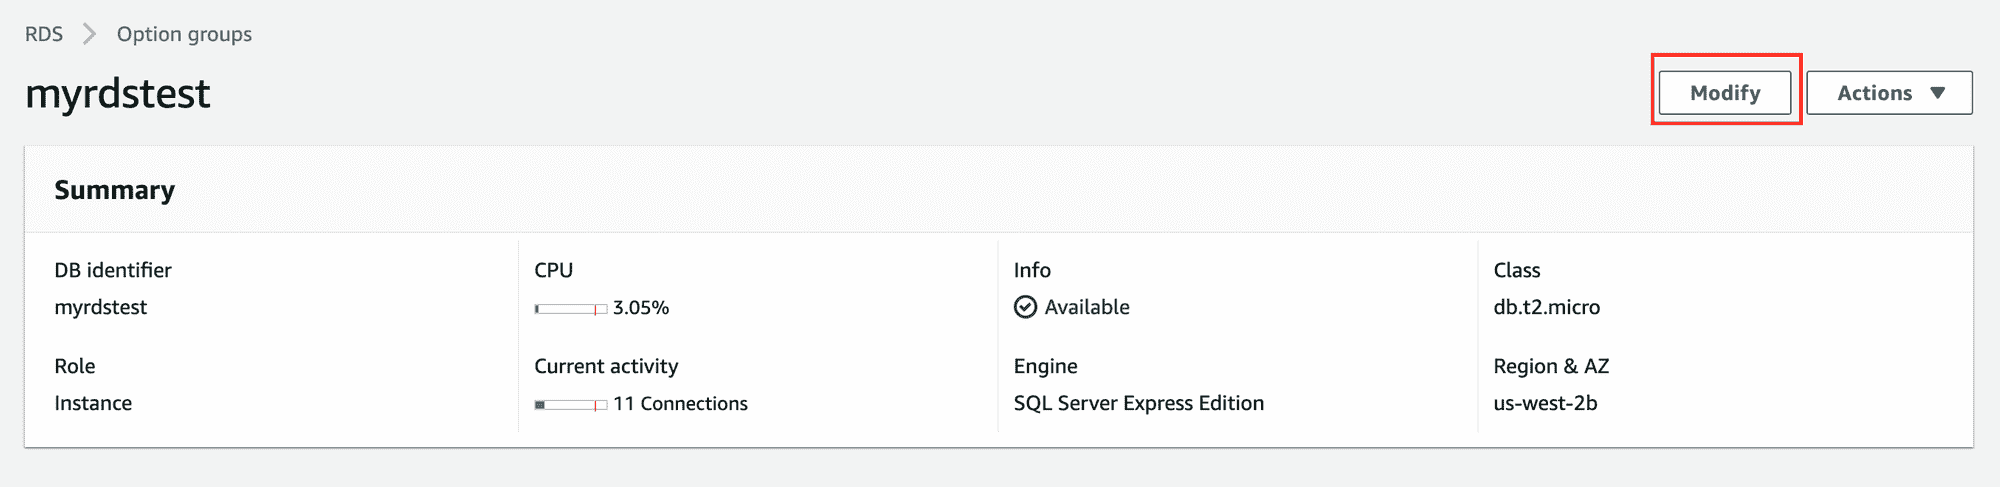 RDS > Option groups
myrdstest
Modify
Actions
Summary
DB identifier
myrdstest
CPU
3.05%
Info
Available
Class
db.t2.micro
Role
Instance
Current activity
11 Connections
Engine
SQL Server Express Edition
Region & AZ
us-west-2b